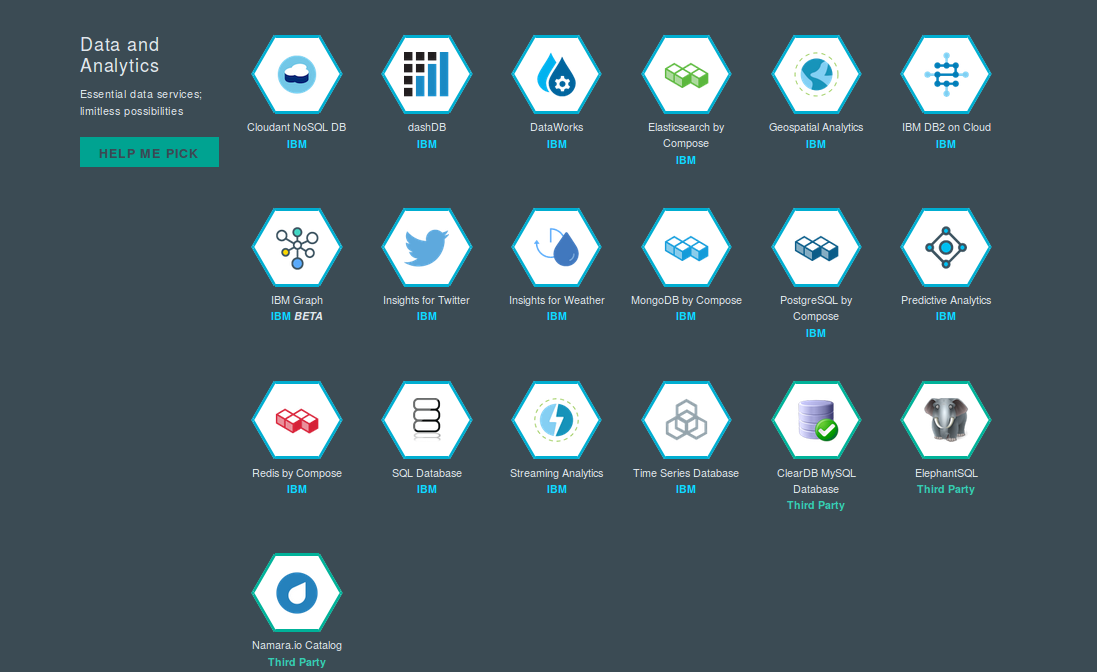 Data and
Analytics
Essential data services;
limitless possibilities
HELP ME PICK
Cloudant NoSQL DB
IBM
dashDB
IBM
DataWorks
IBM
Elasticsearch by
Compose
IBM
Geospatial Analytics
IBM
IBM DB2 on Cloud
IBM
IBM Graph
IBM BETA
Insights for Twitter
IBM
Insights for Weather
IBM
MongoDB by Compose
IBM
PostgreSQL by
Compose
IBM
Predictive Analytics
IBM
Redis by Compose
IBM
SQL Database
IBM
Streaming Analytics
IBM
Time Series Database
IBM
ClearDB MySQL
Database
Third Party
ElephantSQL
Third Party
Namara.io Catalog
Third Party